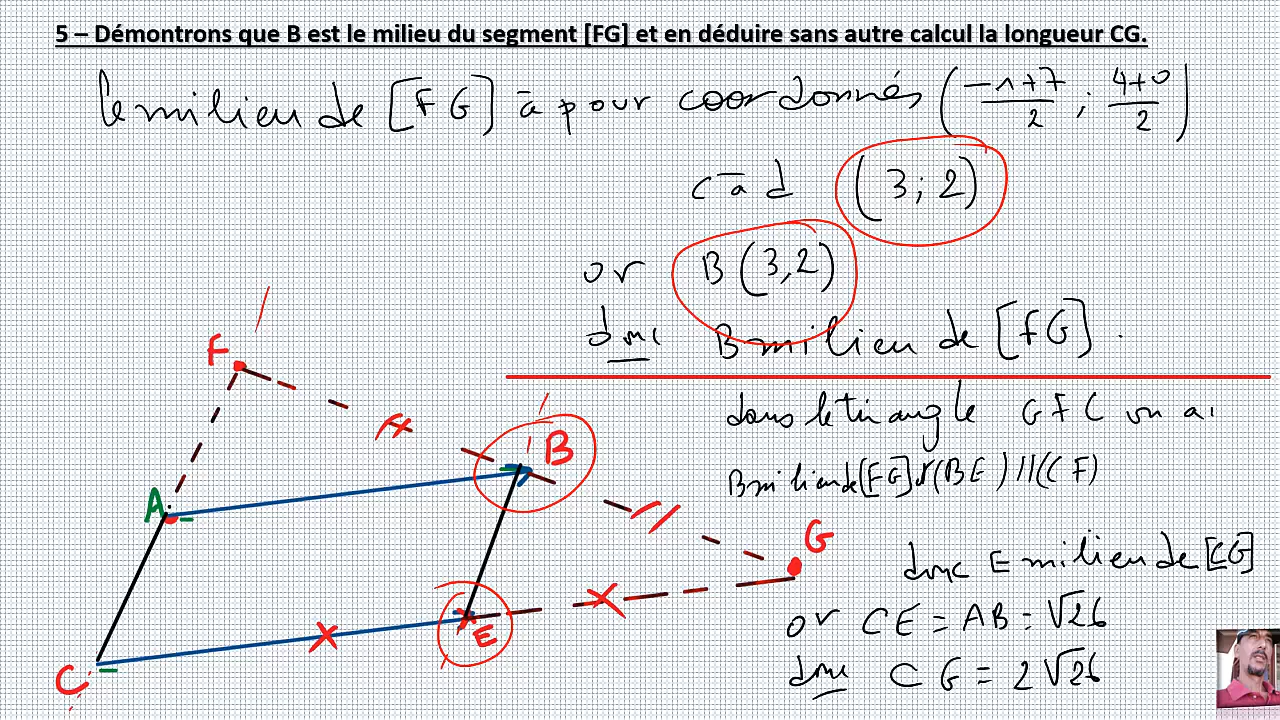 5 – Démontrons que B est le milieu du segment [FG] et en déduire sans autre calcul la longueur CG.
le milieu de [FG] a pour coordonnés (-1+7/2 ; 4+0/2)
c a d (3 ; 2)
or B (3,2)
donc B milieu de [FG].
dans le triangle GFC on a :
B milieu de [FG] et (BE) // (CF)
donc E milieu de [CG]
or CE = AB = √26
donc CG = 2√26
F
B
A
G
E
C